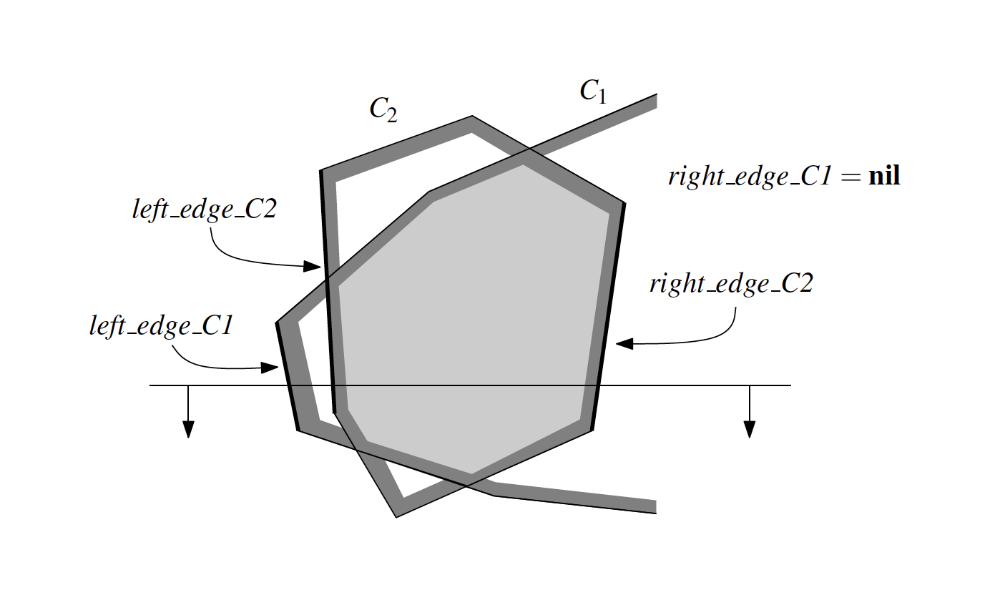 C1
C2
right_edge_C1 = nil
left_edge_C2
right_edge_C2
left_edge_C1